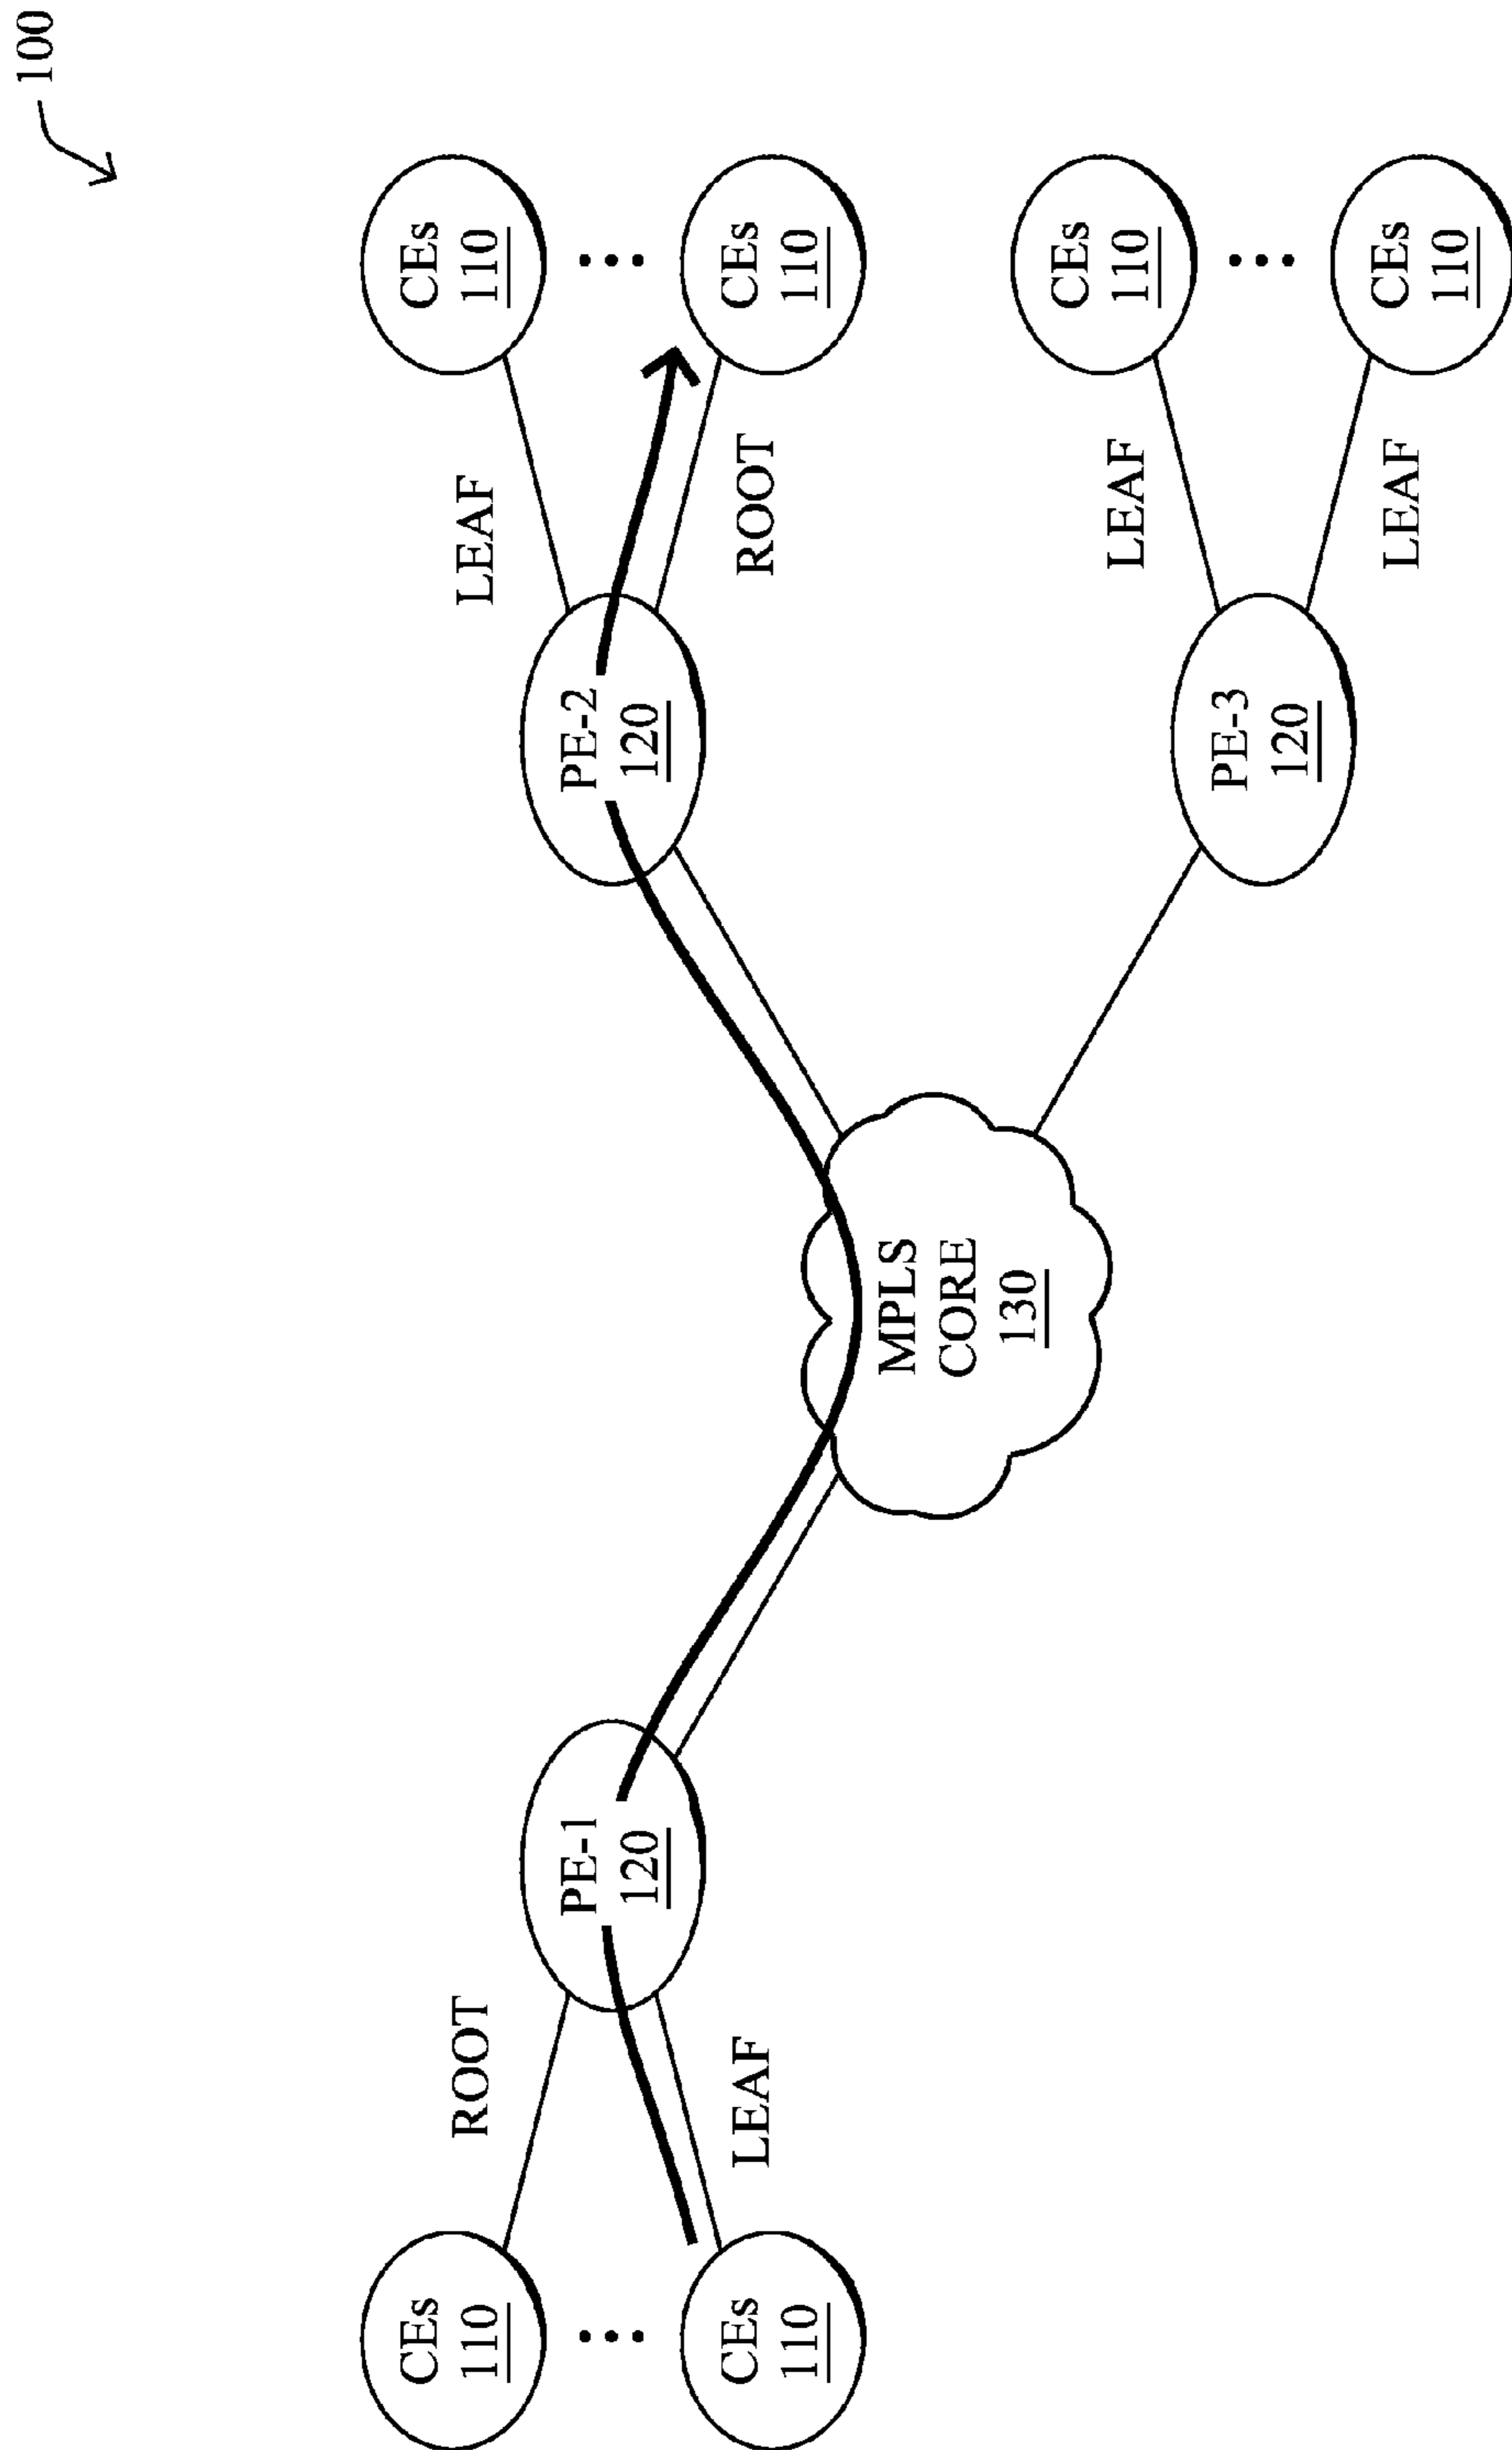 100
CEs
110
ROOT
CEs
110
LEAF
PE-1
120
MPLS
CORE
130
PE-2
120
LEAF
CEs
110
ROOT
CEs
110
PE-3
120
LEAF
CEs
110
LEAF
CEs
110